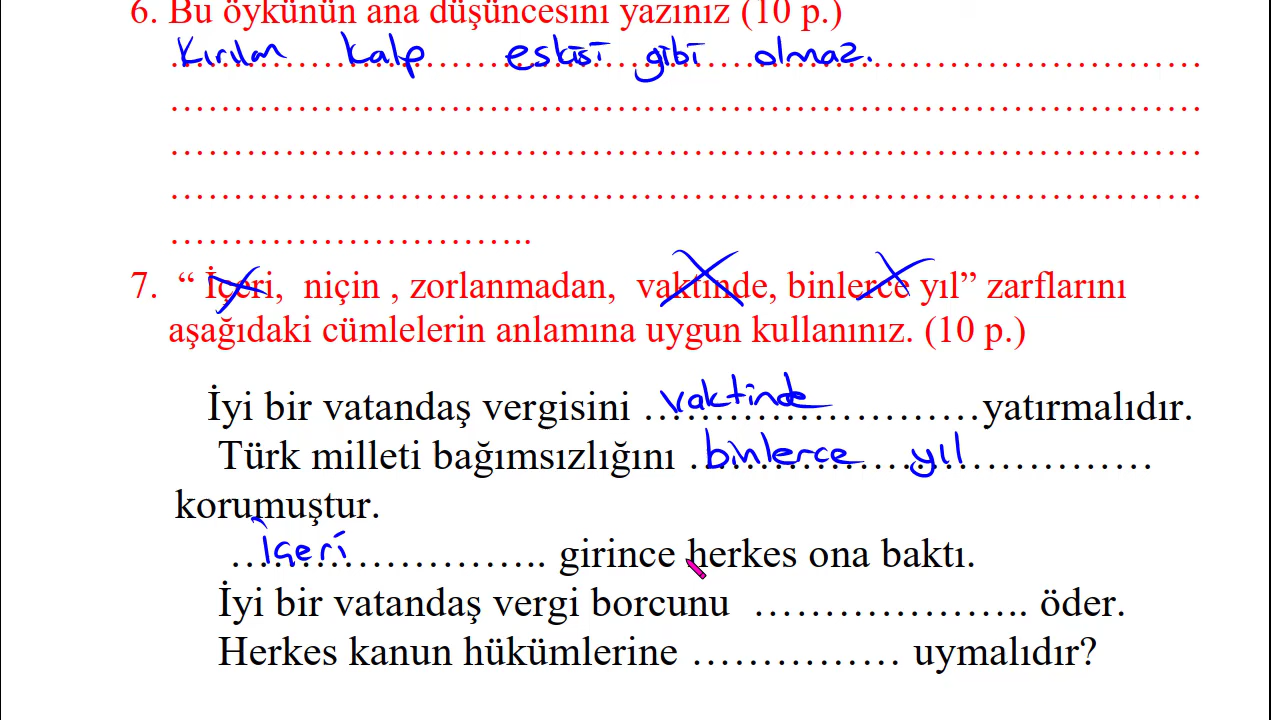 6. Bu öykünün ana düşüncesini yazınız (10 p.)
Kırılan kalp eskisi gibi olmaz.
7. “ İçeri, niçin , zorlanmadan, vaktinde, binlerce yıl” zarflarını
aşağıdaki cümlelerin anlamına uygun kullanınız. (10 p.)
İyi bir vatandaş vergisini vaktinde ……………………yatırmalıdır.
Türk milleti bağımsızlığını binlerce yıl ……………………
korumuştur.
İçeri …………………….. girince herkes ona baktı.
İyi bir vatandaş vergi borcunu ………………….. öder.
Herkes kanun hükümlerine ……………… uymalıdır?